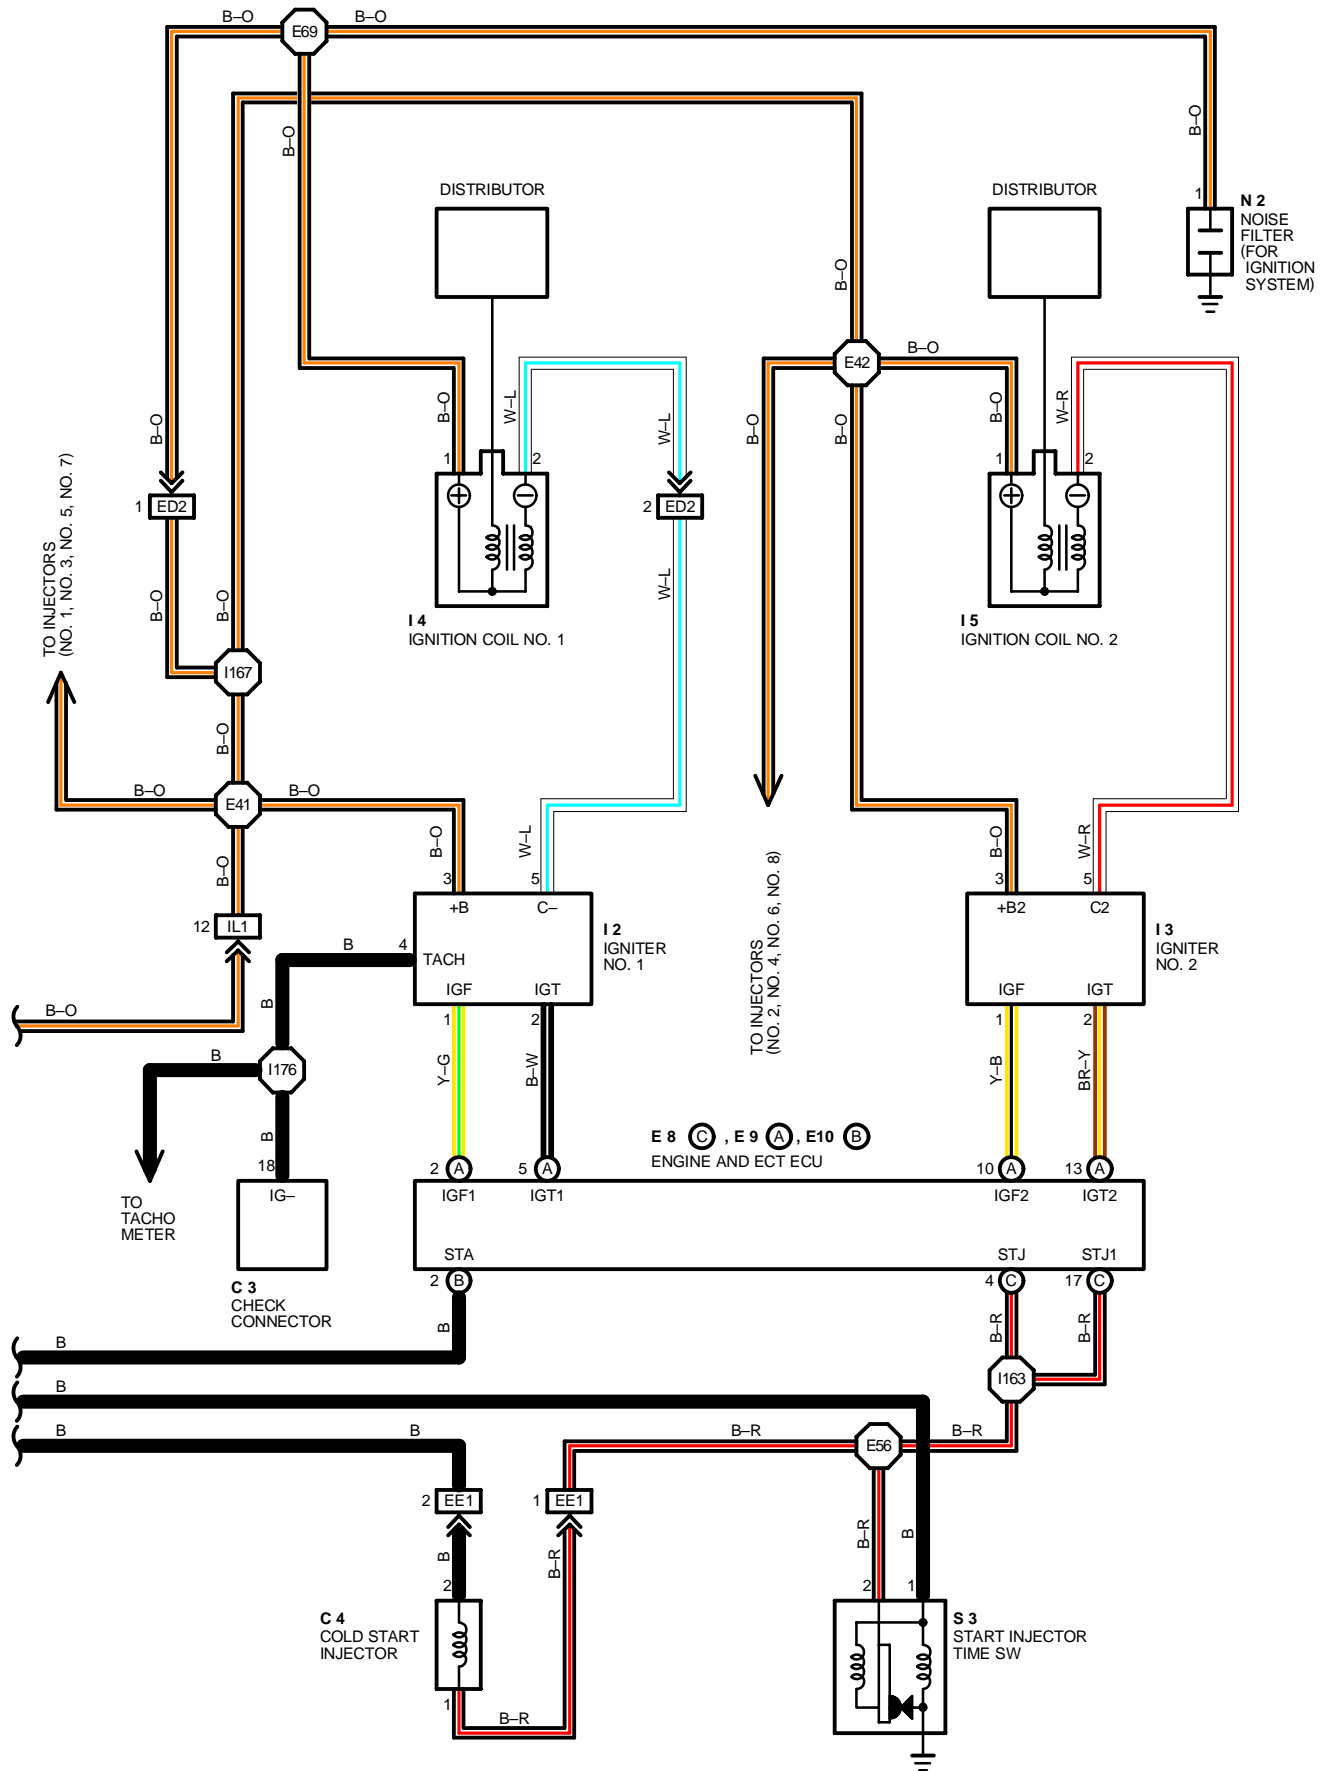 B–O
B–O
E69
B–O
B–O
DISTRIBUTOR
DISTRIBUTOR
1
N 2
NOISE
FILTER
(FOR
IGNITION
SYSTEM)
B–O
E42
B–O
B–O
B–O
W–L
W–L
B–O
B–O
B–O
W–R
1
2
1
2
1
ED2
2
ED2
TO INJECTORS
(NO. 1, NO. 3, NO. 5, NO. 7)
B–O
B–O
W–L
I 4
IGNITION COIL NO. 1
I 5
IGNITION COIL NO. 2
I167
B–O
B–O
E41
B–O
B–O
B–O
W–L
B–O
W–R
3
5
3
5
12
IL1
+B
C–
TACH
IGF
IGT
I 2
IGNITER
NO. 1
+B2
C2
IGF
IGT
I 3
IGNITER
NO. 2
TO INJECTORS
(NO. 2, NO. 4, NO. 6, NO. 8)
B
4
B
B–O
1
2
1
2
B
I176
Y–G
B–W
Y–B
BR–Y
B
E 8 C , E 9 A , E10 B
ENGINE AND ECT ECU
18
2 A
5 A
10 A
13 A
IG–
IGF1
IGT1
IGF2
IGT2
TO
TACHO
METER
STA
STJ
STJ1
2 B
4 C
17 C
C 3
CHECK
CONNECTOR
B
B–R
B–R
B
I163
B
B
B
B–R
E56
B–R
2
EE1
1
EE1
B
B–R
B–R
B
2
2
1
C 4
COLD START
INJECTOR
S 3
START INJECTOR
TIME SW
1
B–R